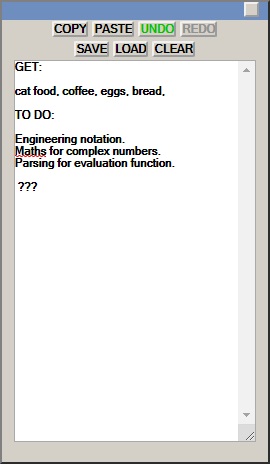 COPY PASTE UNDO REDO
SAVE LOAD CLEAR
GET:
cat food, coffee, eggs, bread,
TO DO:
Engineering notation.
Maths for complex numbers.
Parsing for evaluation function.
???